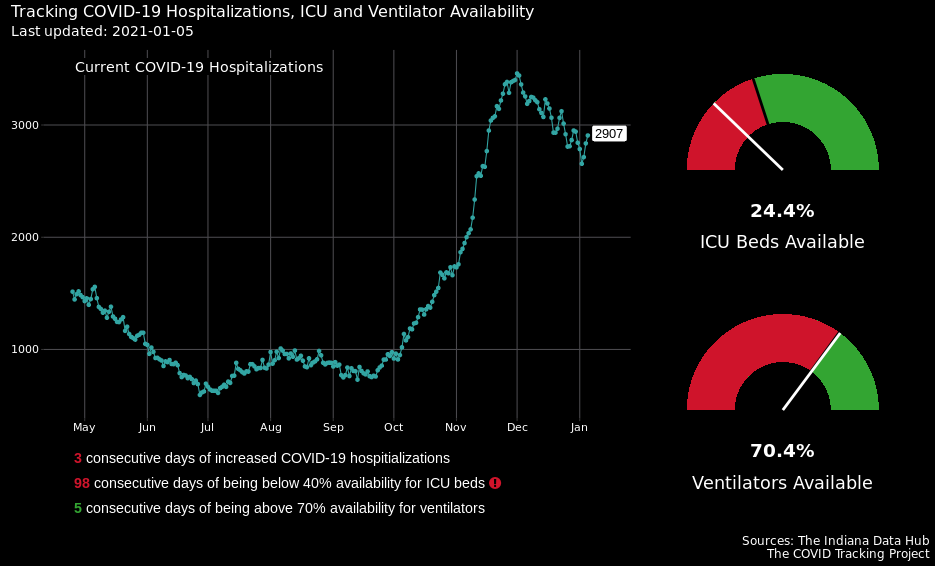 Tracking COVID-19 Hospitalizations, ICU and Ventilator Availability
Last updated: 2021-01-05
Current COVID-19 Hospitalizations
3000
2000
1000
2907
May Jun Jul Aug Sep Oct Nov Dec Jan
24.4%
ICU Beds Available
70.4%
Ventilators Available
3 consecutive days of increased COVID-19 hospitializations
98 consecutive days of being below 40% availability for ICU beds
5 consecutive days of being above 70% availability for ventilators
Sources: The Indiana Data Hub
The COVID Tracking Project